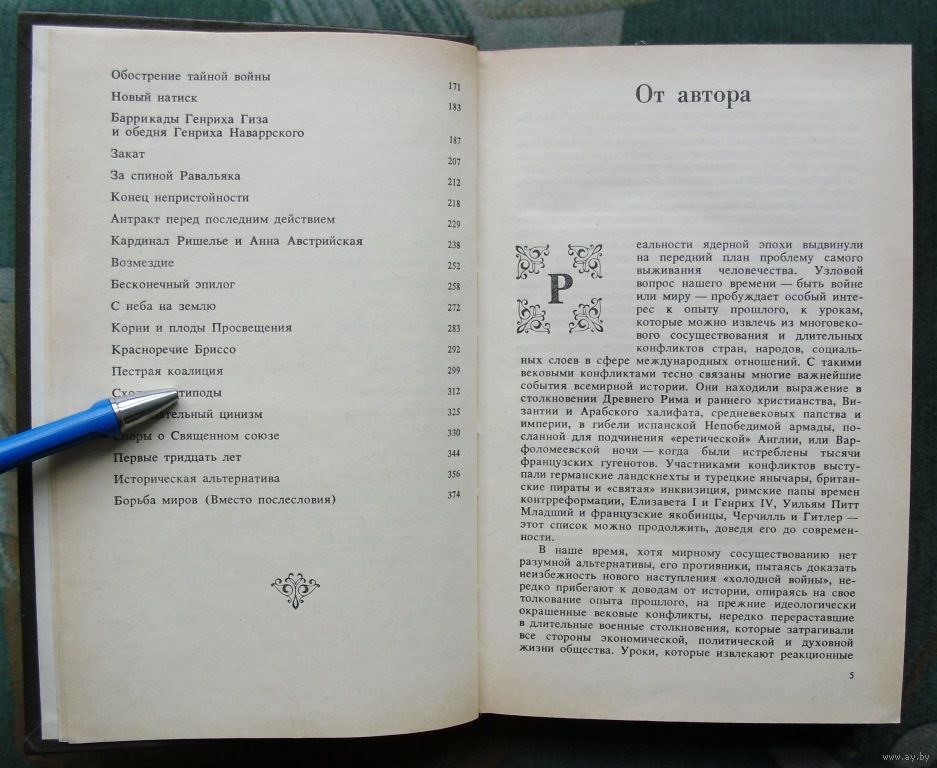 Обострение тайной войны 171
Новый натиск 183
Баррикады Генриха Гиза
и обедня Генриха Наваррского 187
Закат 207
За спиной Равальяка 212
Конец непристойности 218
Антракт перед последним действием 229
Кардинал Ришелье и Анна Австрийская 238
Возмездие 252
Бесконечный эпилог 258
С неба на землю 272
Корни и плоды Просвещения 283
Красноречие Бриссо 292
Пестрая коалиция 299
312
цинизм 325
о Священном союзе 330
Первые тридцать лет 344
Историческая альтернатива 356
Борьба миров (Вместо послесловия) 374
От автора
Реальности ядерной эпохи выдвинули
на передний план проблему самого
выживания человечества. Узловой
вопрос нашего времени — быть войне
или миру — пробуждает особый инте-
рес к опыту прошлого, к урокам,
которые можно извлечь из многовеко-
вого сосуществования и длительных
конфликтов стран, народов, социаль-
ных слоев в сфере международных отношений. С такими
вековыми конфликтами тесно связаны многие важнейшие
события всемирной истории. Они находили выражение в
столкновении Древнего Рима и раннего христианства, Ви-
зантии и Арабского халифата, средневековых папства и
империи, в гибели испанской Непобедимой армады, по-
сланной для подчинения «еретической» Англии, или Вар-
фоломеевской ночи — когда были истреблены тысячи
французских гугенотов. Участниками конфликтов высту-
пали германские ландскнехты и турецкие янычары, британ-
ские пираты и «святая» инквизиция, римские папы времен
контрреформации, Елизавета I и Генрих IV, Уильям Питт
Младший и французские якобинцы, Черчилль и Гитлер —
этот список можно продолжить, доведя его до современ-
ности.
В наше время, хотя мирному сосуществованию нет
разумной альтернативы, его противники, пытаясь доказать
неизбежность нового наступления «холодной войны», не-
редко прибегают к доводам от истории, опираясь на свое
толкование опыта прошлого, на прежние идеологически
окрашенные вековые конфликты, нередко перераставшие
в длительные военные столкновения, которые затрагивали
все стороны экономической, политической и духовной
жизни общества. Уроки, которые извлекают реакционные
5
www.ay.by